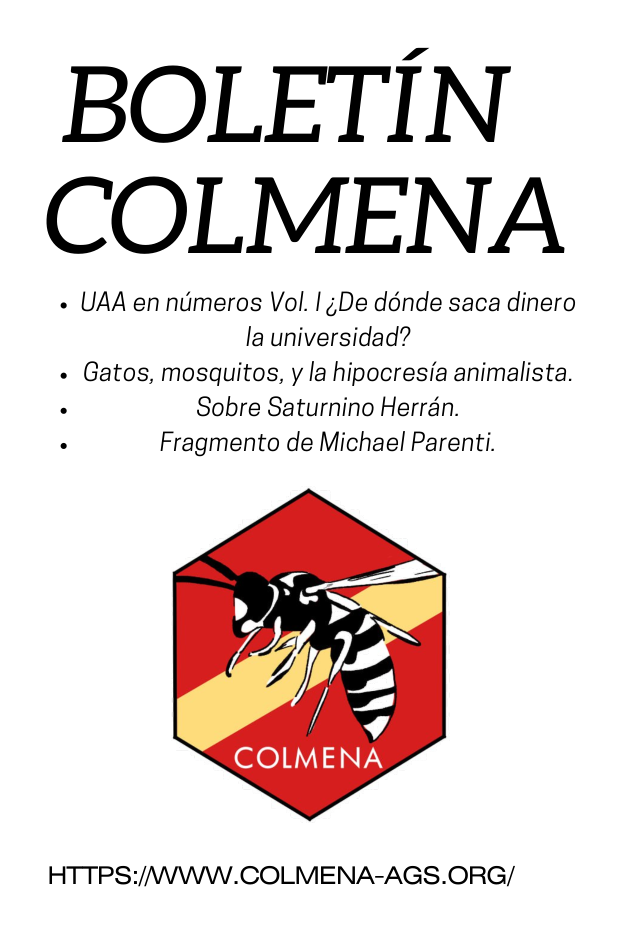 BOLETÍN
COLMENA
• UAA en números Vol. I ¿De dónde saca dinero
la universidad?
• Gatos, mosquitos, y la hipocresía animalista.
• Sobre Saturnino Herrán.
• Fragmento de Michael Parenti.
COLMENA
HTTPS://WWW.COLMENA-AGS.ORG/